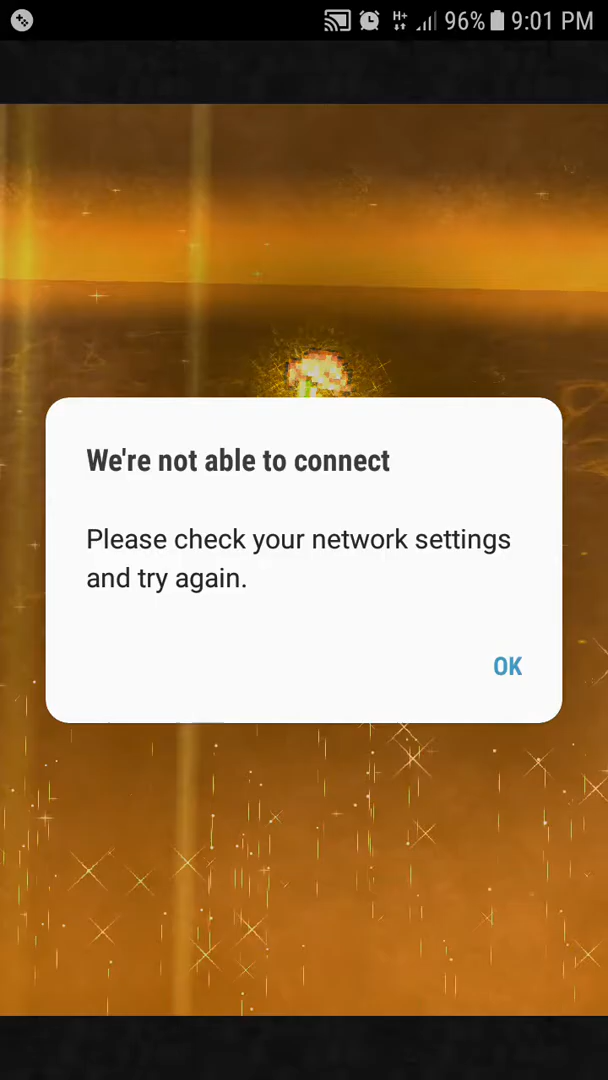 H+ 96% 9:01 PM
We're not able to connect
Please check your network settings
and try again.
OK